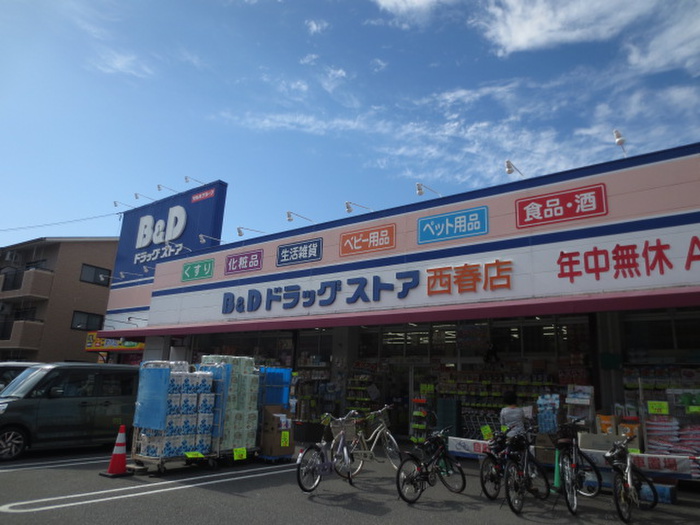 B&D
ドラッグストア
くすり
化粧品
生活雑貨
ベビー用品
ペット用品
食品・酒
B&Dドラッグストア西春店
年中無休 A